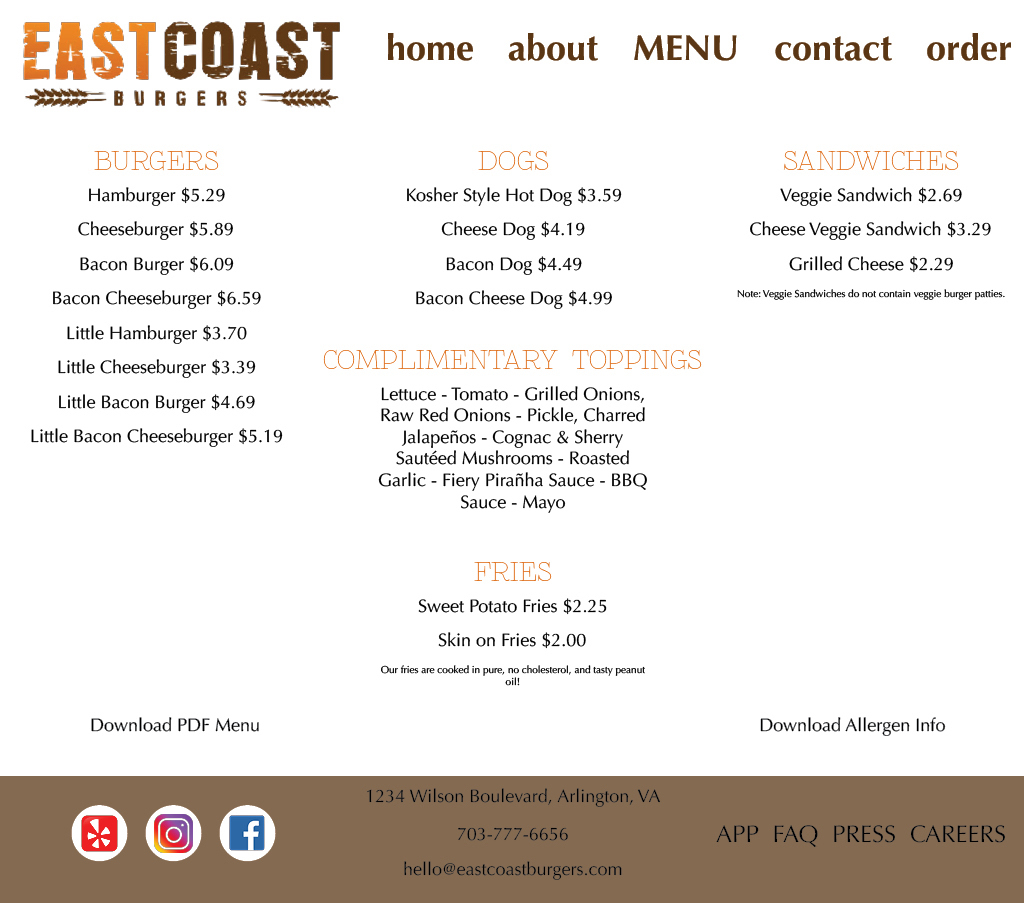 EAST COAST
BURGERS
home about MENU contact order
BURGERS
Hamburger $5.29
Cheeseburger $5.89
Bacon Burger $6.09
Bacon Cheeseburger $6.59
Little Hamburger $3.70
Little Cheeseburger $3.39
Little Bacon Burger $4.69
Little Bacon Cheeseburger $5.19
DOGS
Kosher Style Hot Dog $3.59
Cheese Dog $4.19
Bacon Dog $4.49
Bacon Cheese Dog $4.99
COMPLIMENTARY TOPPINGS
Lettuce - Tomato - Grilled Onions,
Raw Red Onions - Pickle, Charred
Jalapeños - Cognac & Sherry
Sautéed Mushrooms - Roasted
Garlic - Fiery Pirañha Sauce - BBQ
Sauce - Mayo
FRIES
Sweet Potato Fries $2.25
Skin on Fries $2.00
Our fries are cooked in pure, no cholesterol, and tasty peanut
oil!
SANDWICHES
Veggie Sandwich $2.69
Cheese Veggie Sandwich $3.29
Grilled Cheese $2.29
Note: Veggie Sandwiches do not contain veggie burger patties.
Download PDF Menu
Download Allergen Info
1234 Wilson Boulevard, Arlington, VA
703-777-6656
hello@eastcoastburgers.com
APP FAQ PRESS CAREERS